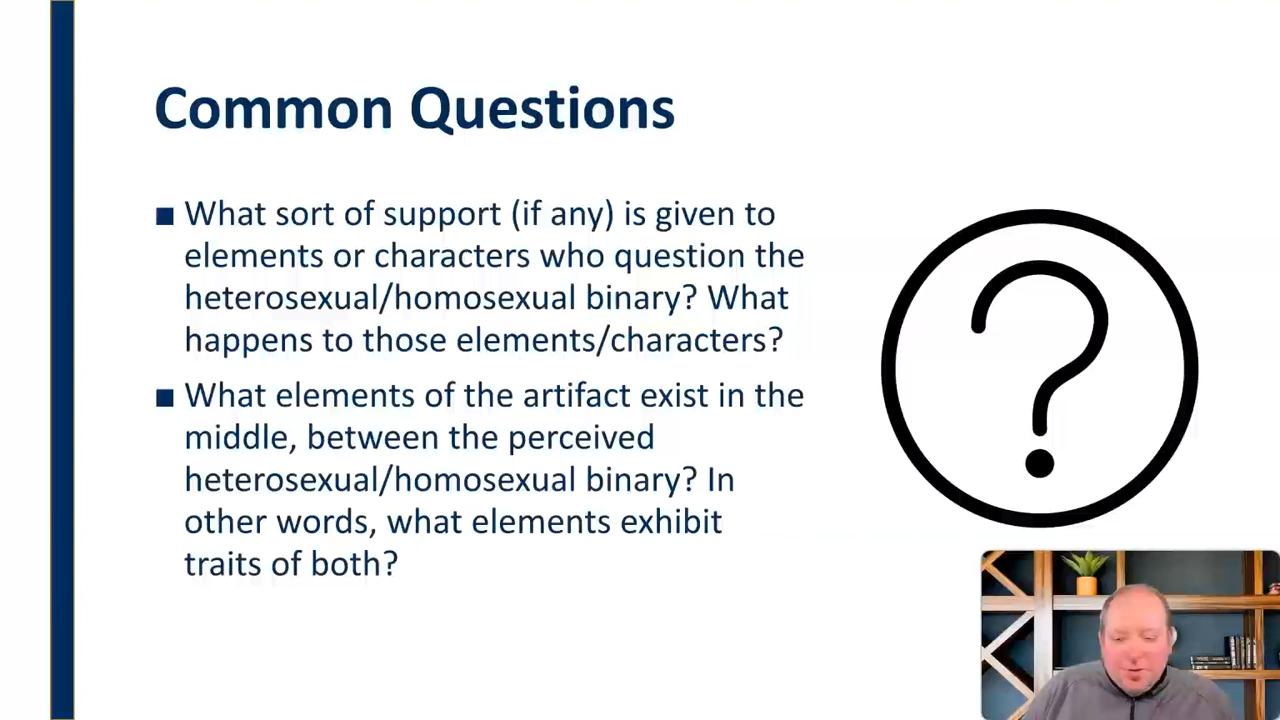 Common Questions
■ What sort of support (if any) is given to
elements or characters who question the
heterosexual/homosexual binary? What
happens to those elements/characters?
■ What elements of the artifact exist in the
middle, between the perceived
heterosexual/homosexual binary? In
other words, what elements exhibit
traits of both?
?